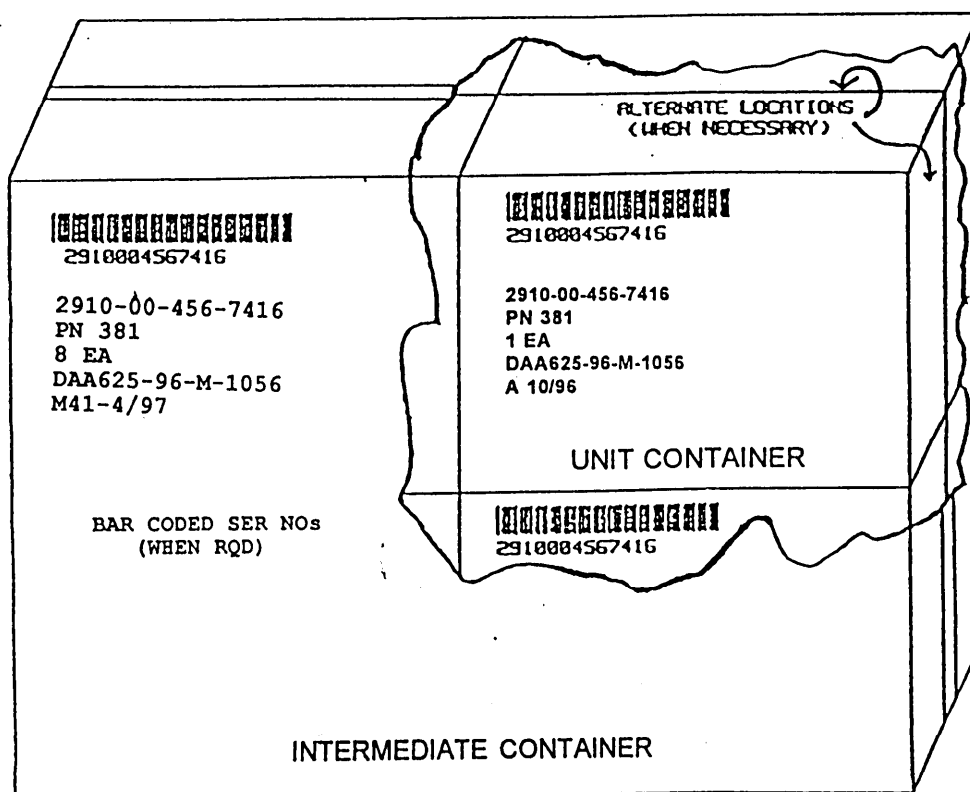 ALTERNATE LOCATIONS
(WHEN NECESSARY)
2910004567416
2910-00-456-7416
PN 381
8 EA
DAA625-96-M-1056
M41-4/97
BAR CODED SER NOs
(WHEN RQD)
2910004567416
2910-00-456-7416
PN 381
1 EA
DAA625-96-M-1056
A 10/96
UNIT CONTAINER
2910004567416
INTERMEDIATE CONTAINER